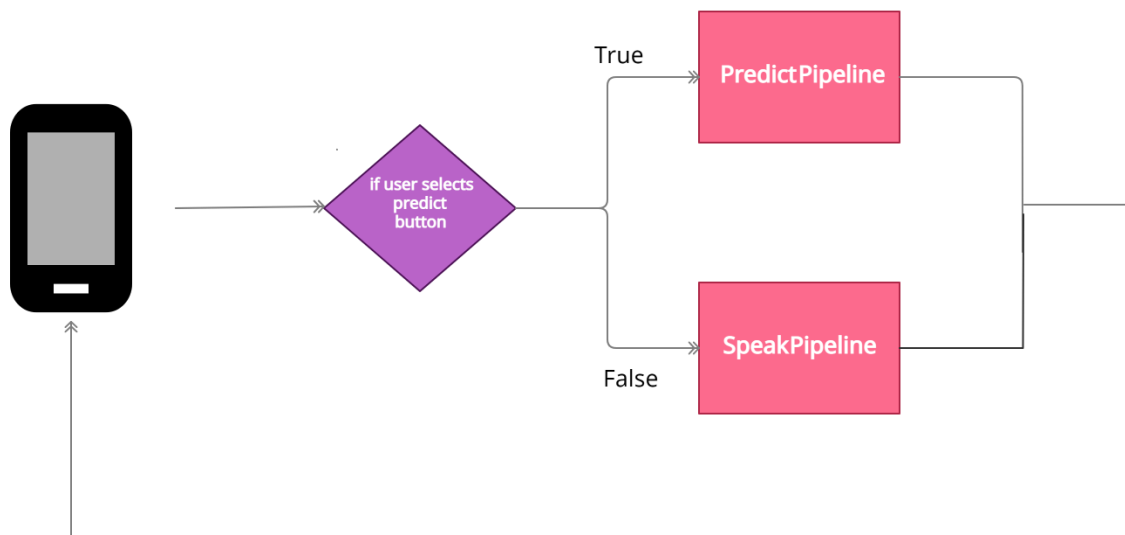 True
PredictPipeline
if user selects
predict
button
SpeakPipeline
False